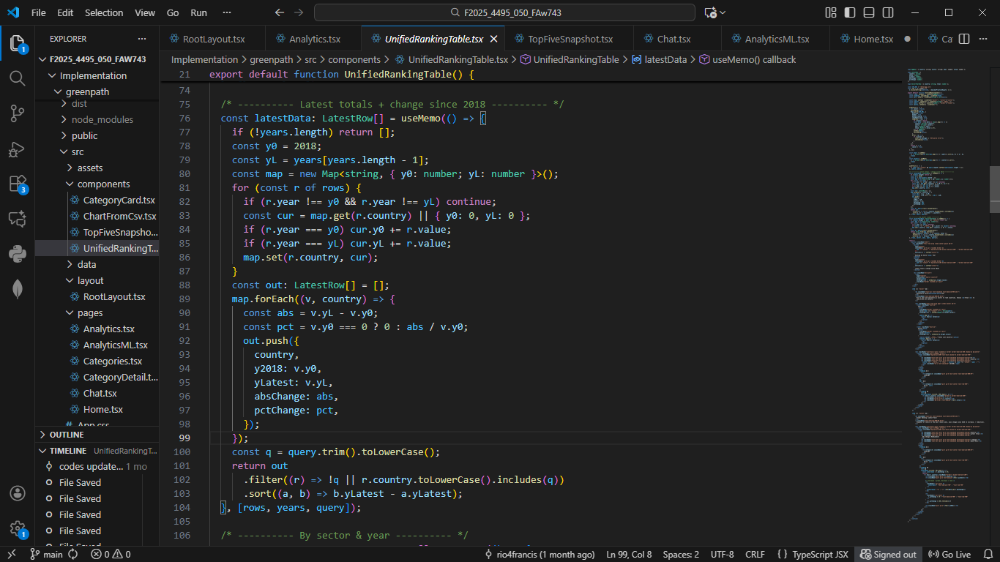 File Edit Selection View Go Run ··· F2025_4495_050_FAw743
EXPLORER ···
F2025_4495_050_FAW743
Implementation
greenpath
dist
node_modules
public
src
assets
components
CategoryCard.tsx
ChartFromCsv.tsx
TopFiveSnapsho...
UnifiedRankingT...
data
layout
RootLayout.tsx
pages
Analytics.tsx
AnalyticsML.tsx
Categories.tsx
CategoryDetail.t...
Chat.tsx
Home.tsx
App.css
OUTLINE
TIMELINE UnifiedRankingT...
codes update... 1 mo
File Saved
File Saved
File Saved
File Saved
File Saved
RootLayout.tsx Analytics.tsx UnifiedRankingTable.tsx TopFiveSnapshot.tsx Chat.tsx AnalyticsML.tsx Home.tsx Ca
Implementation > greenpath > src > components > UnifiedRankingTable.tsx > UnifiedRankingTable > latestData > useMemo() callback
21 export default function UnifiedRankingTable() {
74
75 /* ---------- Latest totals + change since 2018 ---------- */
76 const latestData: LatestRow[] = useMemo(() => {
77 if (!years.length) return [];
78 const y0 = 2018;
79 const yL = years[years.length - 1];
80 const map = new Map<string, { y0: number; yL: number }>();
81 for (const r of rows) {
82 if (r.year !== y0 && r.year !== yL) continue;
83 const cur = map.get(r.country) || { y0: 0, yL: 0 };
84 if (r.year === y0) cur.y0 += r.value;
85 if (r.year === yL) cur.yL += r.value;
86 map.set(r.country, cur);
87 }
88 const out: LatestRow[] = [];
89 map.forEach((v, country) => {
90 const abs = v.yL - v.y0;
91 const pct = v.y0 === 0 ? 0 : abs / v.y0;
92 out.push({
93 country,
94 y2018: v.y0,
95 yLatest: v.yL,
96 absChange: abs,
97 pctChange: pct,
98 });
99 });
100 const q = query.trim().toLowerCase();
101 return out
102 .filter((r) => !q || r.country.toLowerCase().includes(q))
103 .sort((a, b) => b.yLatest - a.yLatest);
104 }, [rows, years, query]);
105
106 /* ---------- By sector & year ---------- */
1
3
1
main 0 0 rio4francis (1 month ago) Ln 99, Col 8 Spaces: 2 UTF-8 CRLF { } TypeScript JSX Signed out Go Live